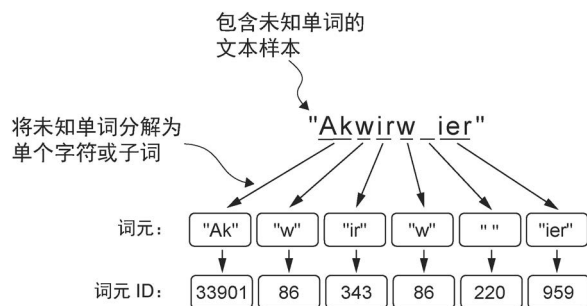 包含未知单词的
文本样本
"Akwirw ier"
将未知单词分解为
单个字符或子词
词元： "Ak" "w" "ir" "w" " " "ier"
词元 ID： 33901 86 343 86 220 959